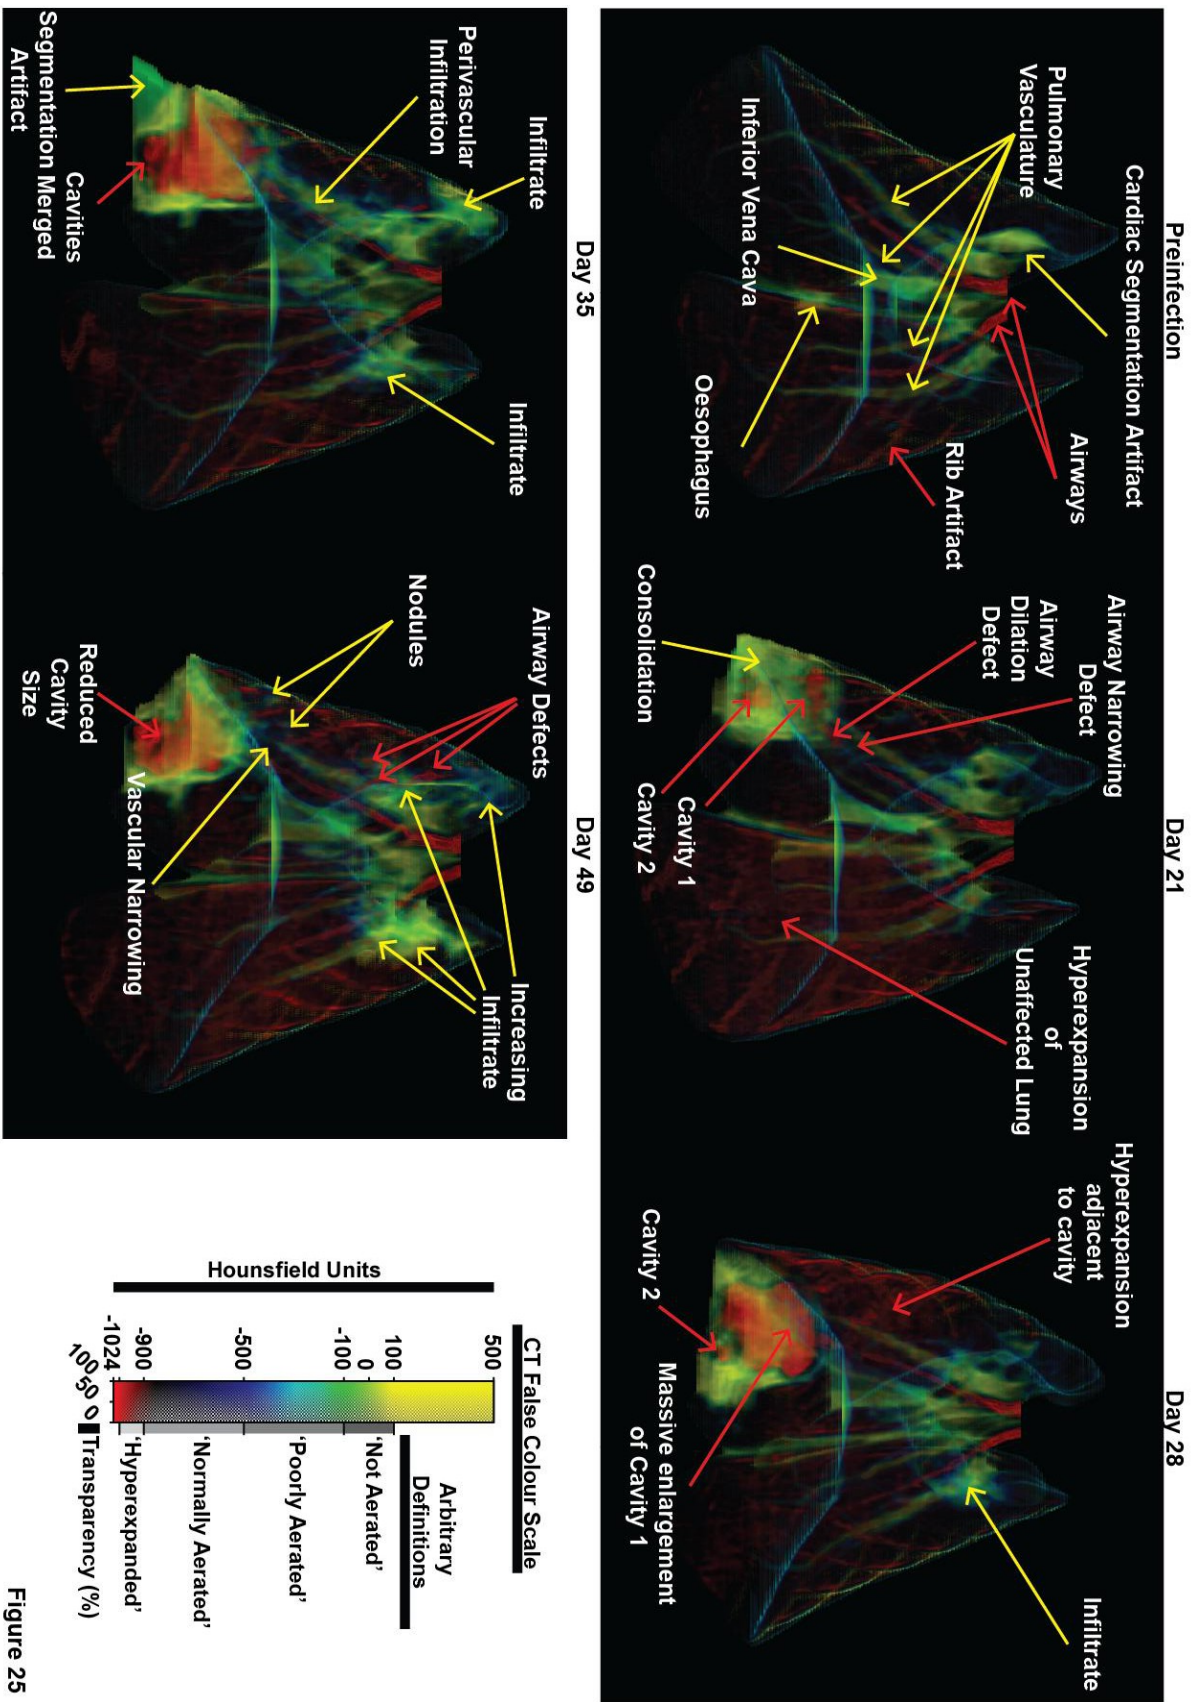 Preinfection
Day 21
Day 28
Cardiac Segmentation Artifact
Airways
Pulmonary
Vasculature
Inferior Vena Cava
Rib Artifact
Oesophagus
Airway Narrowing
Defect
Airway
Dilation
Defect
Consolidation
Cavity 1
Cavity 2
Hyperexpansion
of
Unaffected Lung
Hyperexpansion
adjacent
to cavity
Cavity 2
Massive enlargement
of Cavity 1
Infiltrate
Day 35
Day 49
Infiltrate
Perivascular
Infiltration
Segmentation Merged
Artifact
Cavities
Infiltrate
Airway Defects
Nodules
Increasing
Infiltrate
Reduced
Cavity
Size
Vascular Narrowing
CT False Colour Scale
Hounsfield Units
500
100
0
-100
-500
-900
-1024
Arbitrary
Definitions
'Not Aerated'
'Poorly Aerated'
'Normally Aerated'
'Hyperexpanded'
100
50
0
Transparency (%)
Figure 25